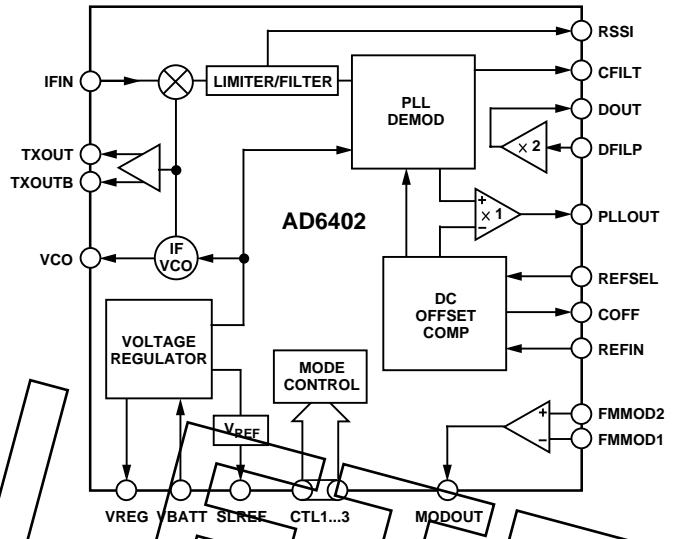 RSSI
IFIN
LIMITER/FILTER
PLL
DEMOD
CFILT
DOUT
× 2
DFILP
TXOUT
TXOUTB
+
× 1
−
PLLOUT
AD6402
VCO
IF
VCO
REFSEL
DC
OFFSET
COMP
COFF
REFIN
VOLTAGE
REGULATOR
MODE
CONTROL
VREF
+
−
FMMOD2
FMMOD1
VREG
VBATT
SLREF
CTL1...3
MODOUT